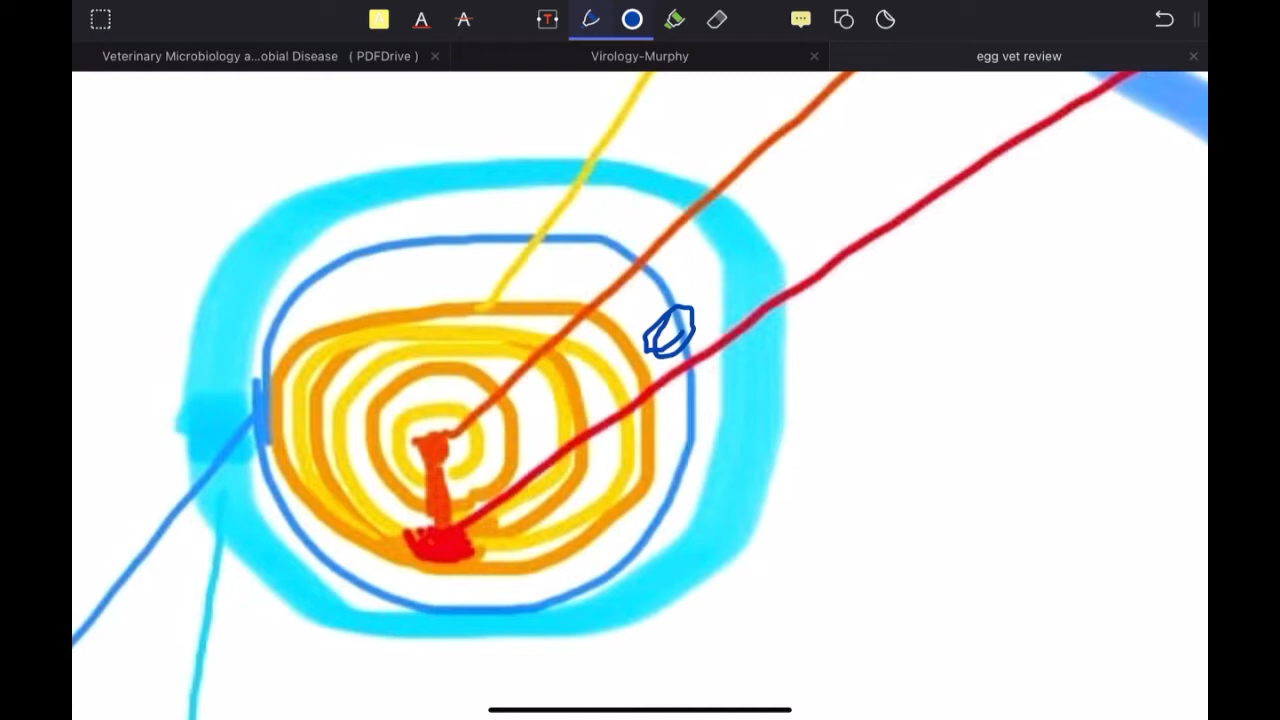 A A A T
Veterinary Microbiology a...obial Disease ( PDFDrive ) ×
Virology-Murphy ×
egg vet review ×